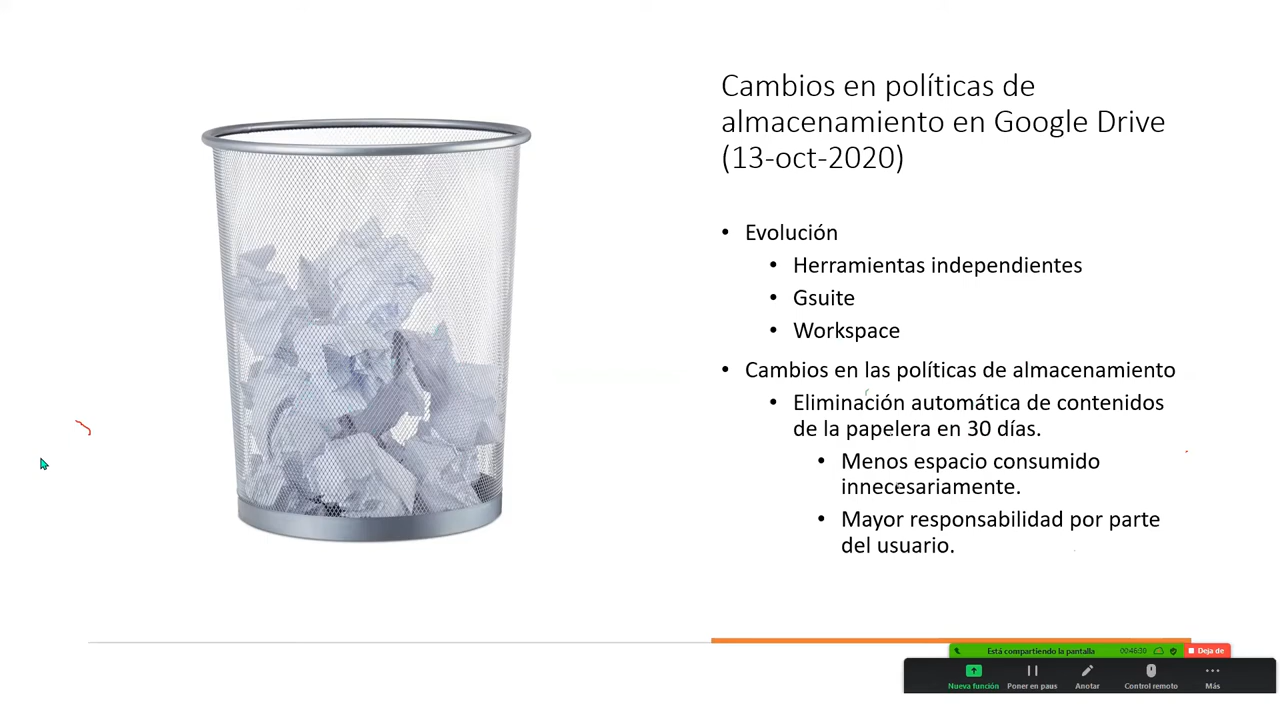 Cambios en políticas de
almacenamiento en Google Drive
(13-oct-2020)
• Evolución
• Herramientas independientes
• Gsuite
• Workspace
• Cambios en las políticas de almacenamiento
• Eliminación automática de contenidos
de la papelera en 30 días.
• Menos espacio consumido
innecesariamente.
• Mayor responsabilidad por parte
del usuario.
Está compartiendo la pantalla 00:46:30 Deja de
Nueva función Poner en paus Anotar Control remoto Más